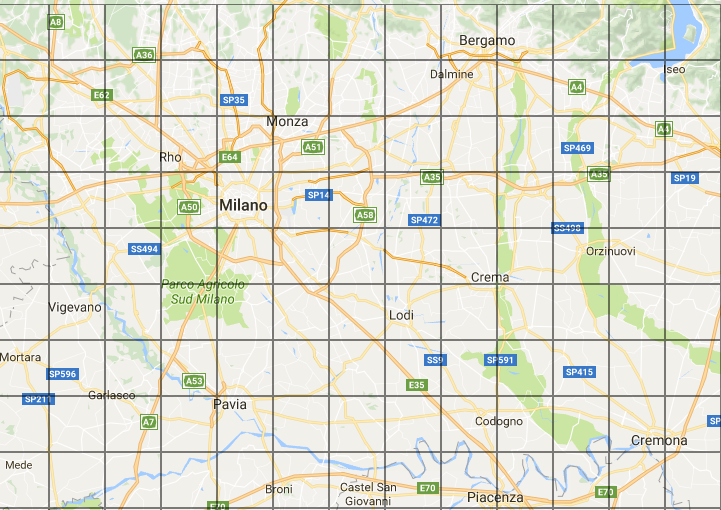 A8
Bergamo
A36
Iseo
Dalmine
A4
E62
SP35
Monza
A4
A51
SP469
Rho
E64
A35
A35
SP19
SP14
A50
Milano
A58
SP472
SS498
SS494
Orzinuovi
Crema
Parco Agricolo
Sud Milano
Vigevano
Lodi
Mortara
SS9
SP591
SP596
SP415
A53
E35
Garlasco
SP211
Pavia
A7
Codogno
SP
Cremona
Mede
Broni
Castel San
Giovanni
E70
E70
Piacenza
E70